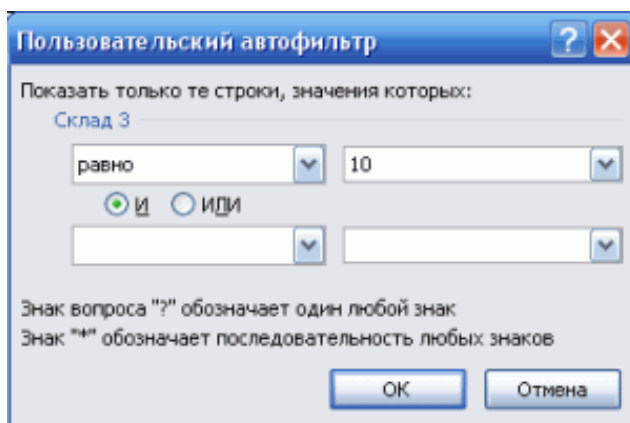 Пользовательский автофильтр
Показать только те строки, значения которых:
Склад 3
равно 10
И ИЛИ
Знак вопроса "?" обозначает один любой знак
Знак "*" обозначает последовательность любых знаков
ОК Отмена